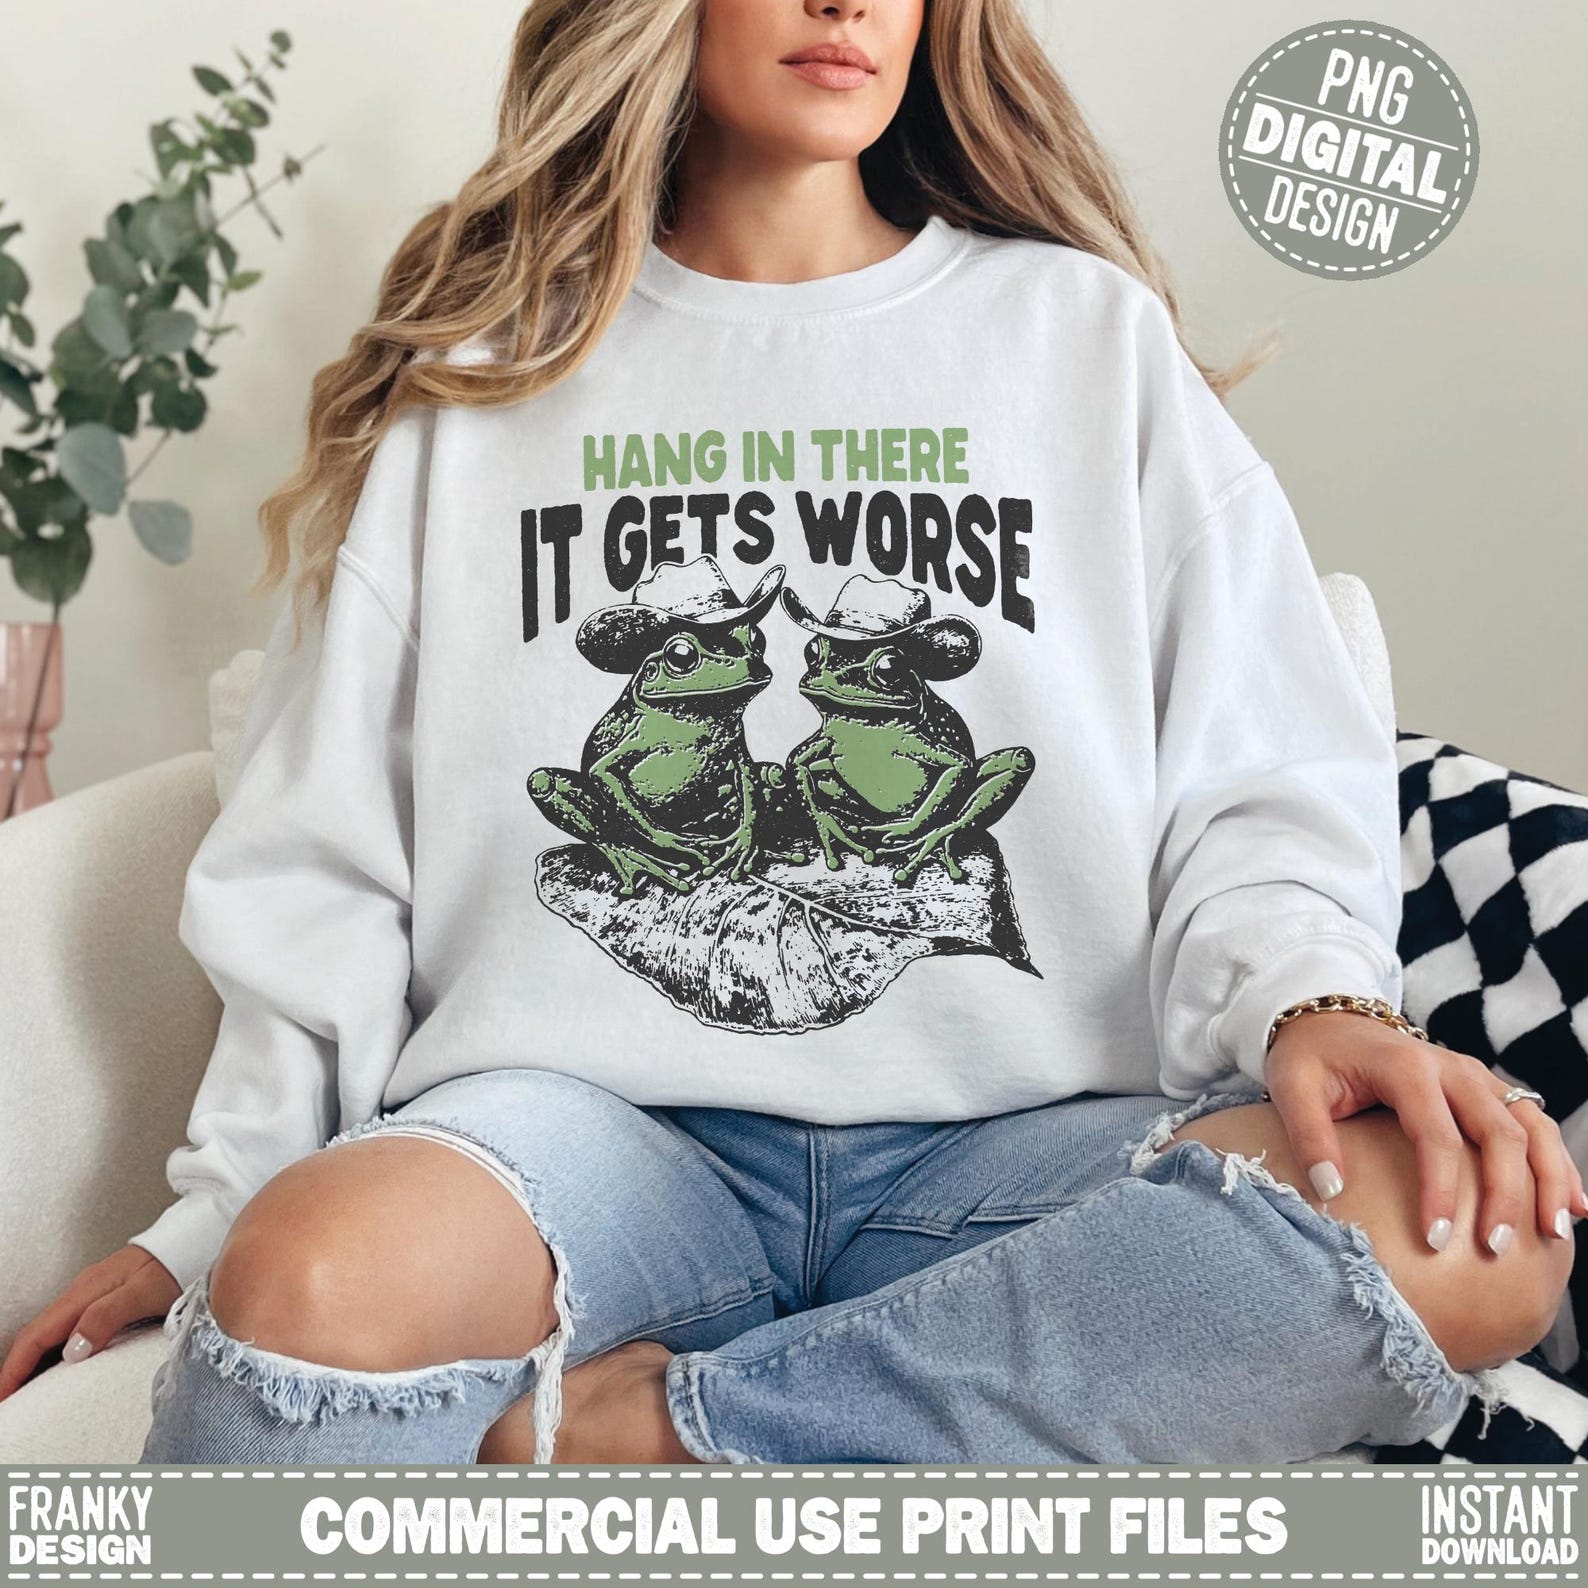 PNG
DIGITAL
DESIGN
HANG IN THERE
IT GETS WORSE
FRANKY
DESIGN
COMMERCIAL USE PRINT FILES
INSTANT
DOWNLOAD